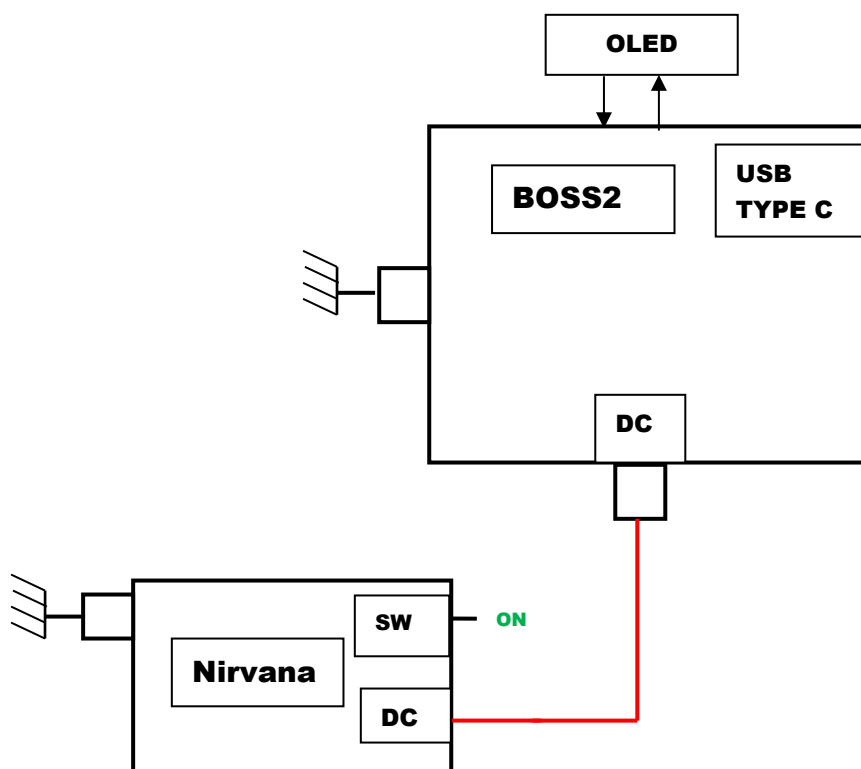 OLED
BOSS2
USB
TYPE C
DC
SW
ON
Nirvana
DC